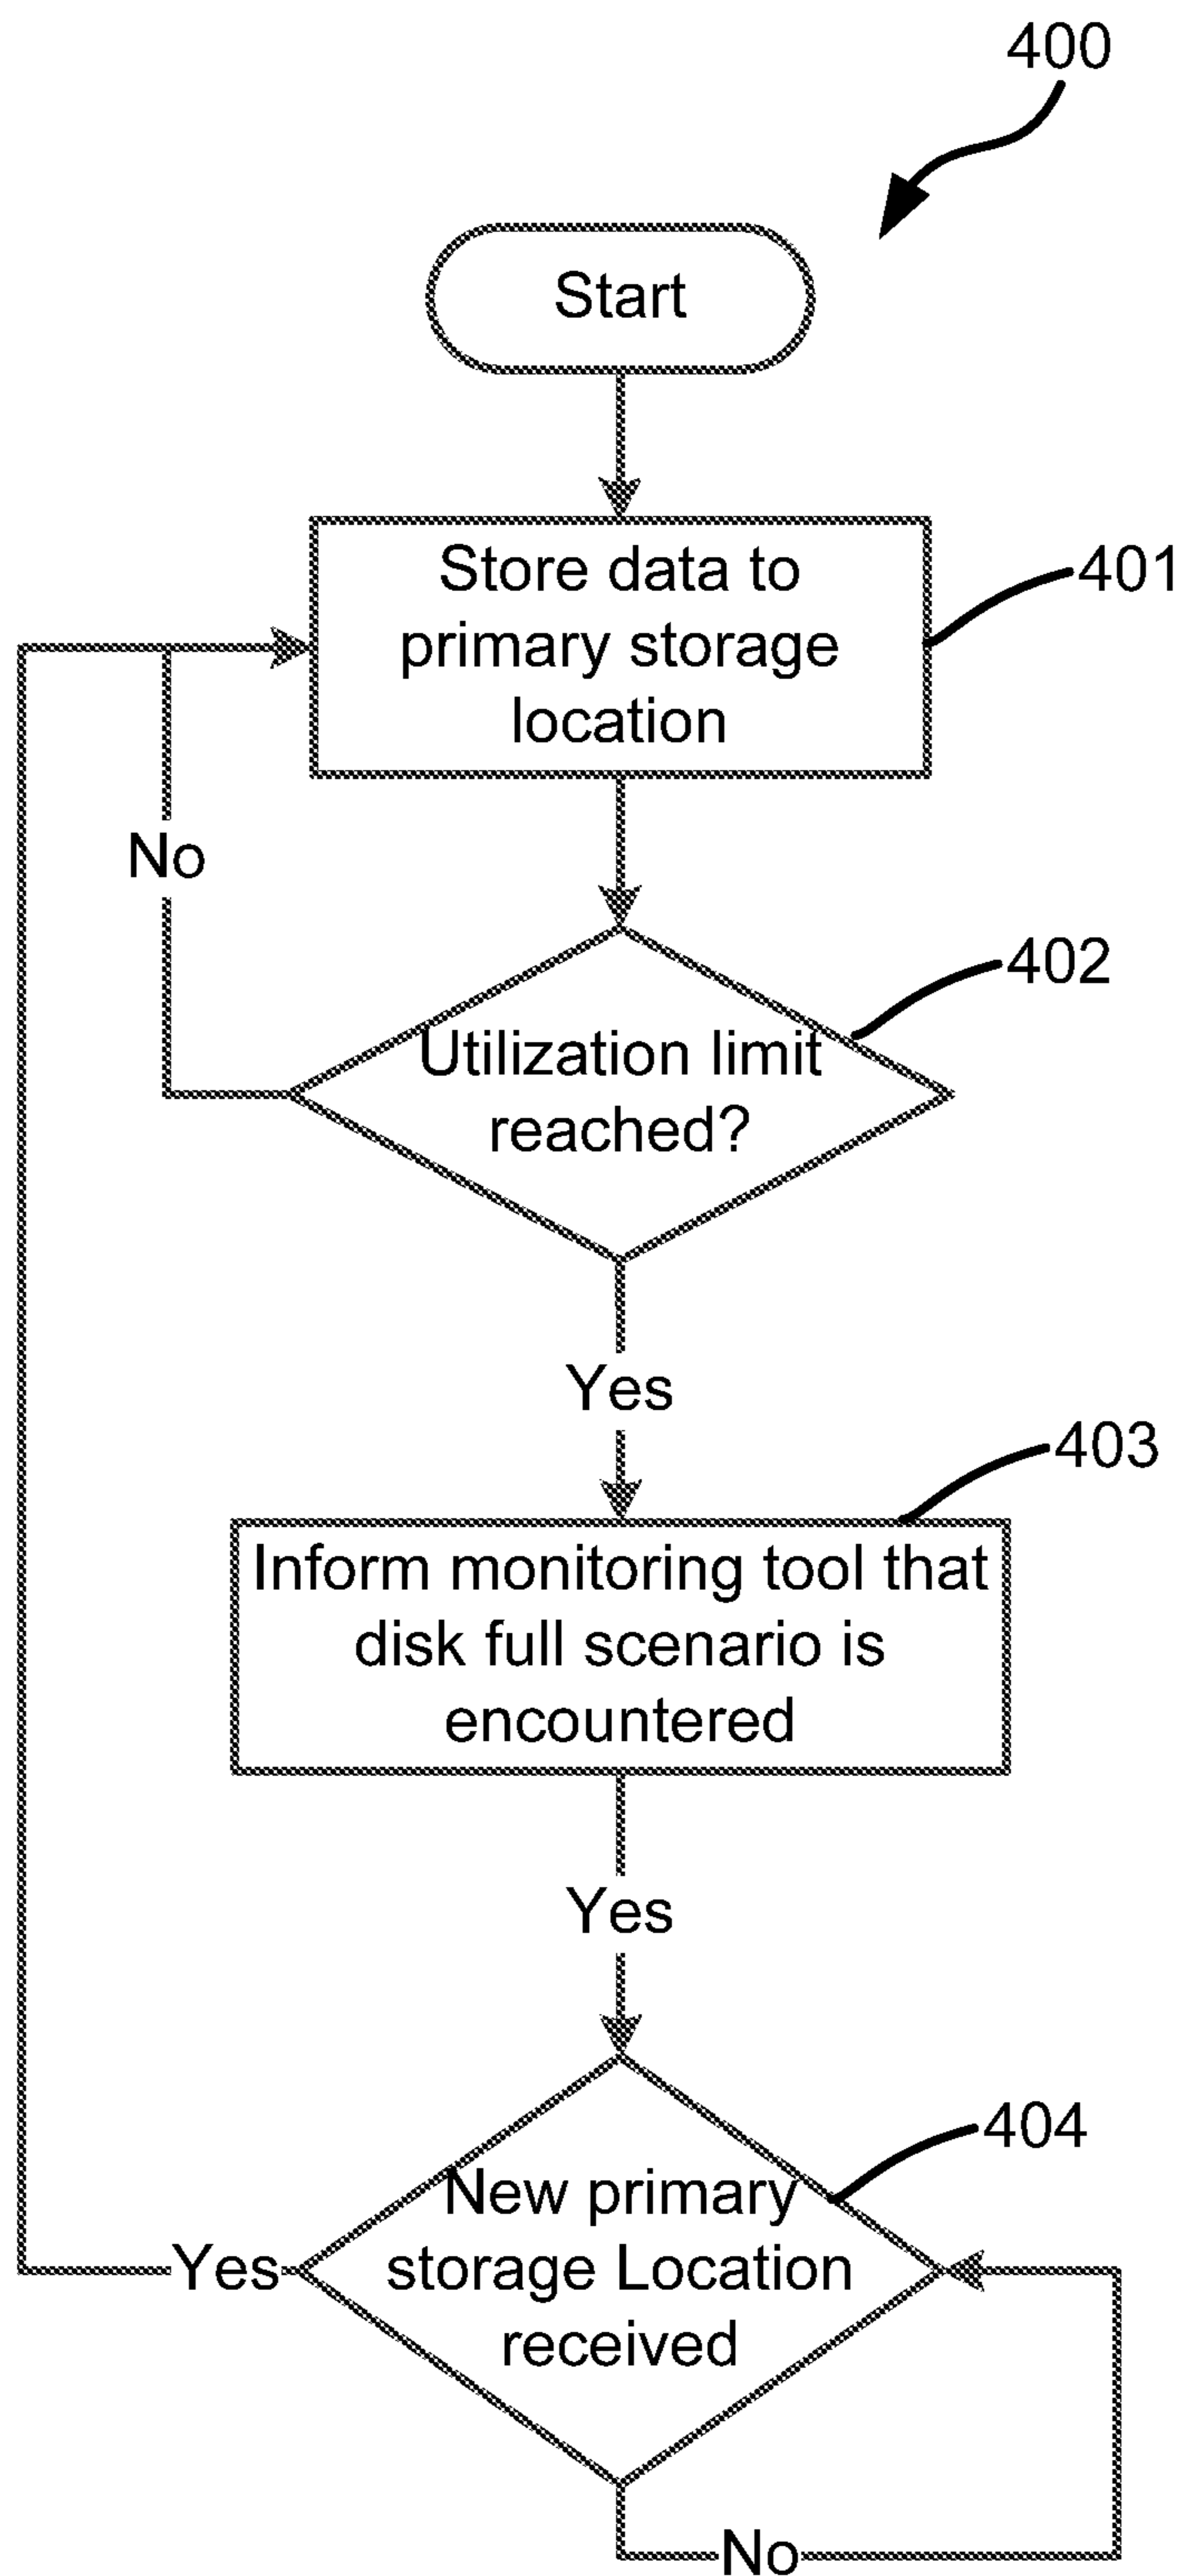 400
Start
Store data to
primary storage
location
401
No
402
Utilization limit
reached?
Yes
403
Inform monitoring tool that
disk full scenario is
encountered
Yes
404
New primary
storage Location
received
Yes
No